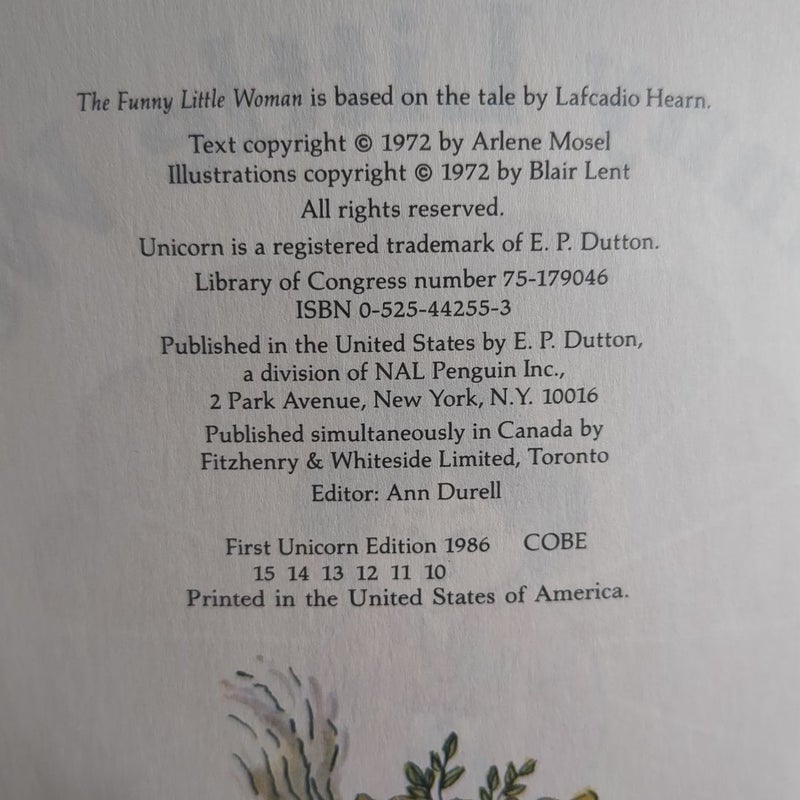 The Funny Little Woman is based on the tale by Lafcadio Hearn.
Text copyright © 1972 by Arlene Mosel
Illustrations copyright © 1972 by Blair Lent
All rights reserved.
Unicorn is a registered trademark of E. P. Dutton.
Library of Congress number 75-179046
ISBN 0-525-44255-3
Published in the United States by E. P. Dutton,
a division of NAL Penguin Inc.,
2 Park Avenue, New York, N.Y. 10016
Published simultaneously in Canada by
Fitzhenry & Whiteside Limited, Toronto
Editor: Ann Durell
First Unicorn Edition 1986 COBE
15 14 13 12 11 10
Printed in the United States of America.